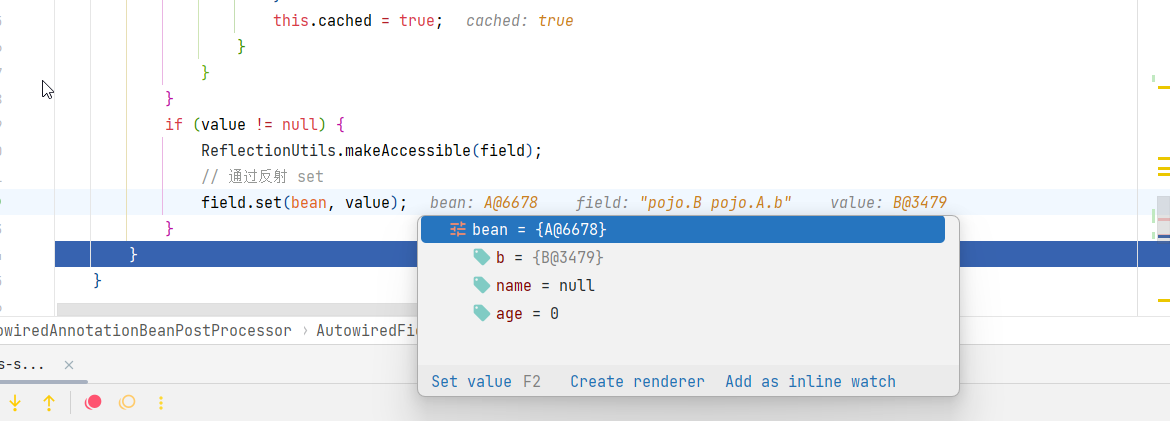 this.cached = true; cached: true
}
}
}
if (value != null) {
ReflectionUtils.makeAccessible(field);
// 通过反射 set
field.set(bean, value); bean: A@6678 field: "pojo.B pojo.A.b" value: B@3479
}
}
}
bean = {A@6678}
b = {B@3479}
name = null
age = 0
Set value F2 Create renderer Add as inline watch
owiredAnnotationBeanPostProcessor › AutowiredFi
s-s... ×